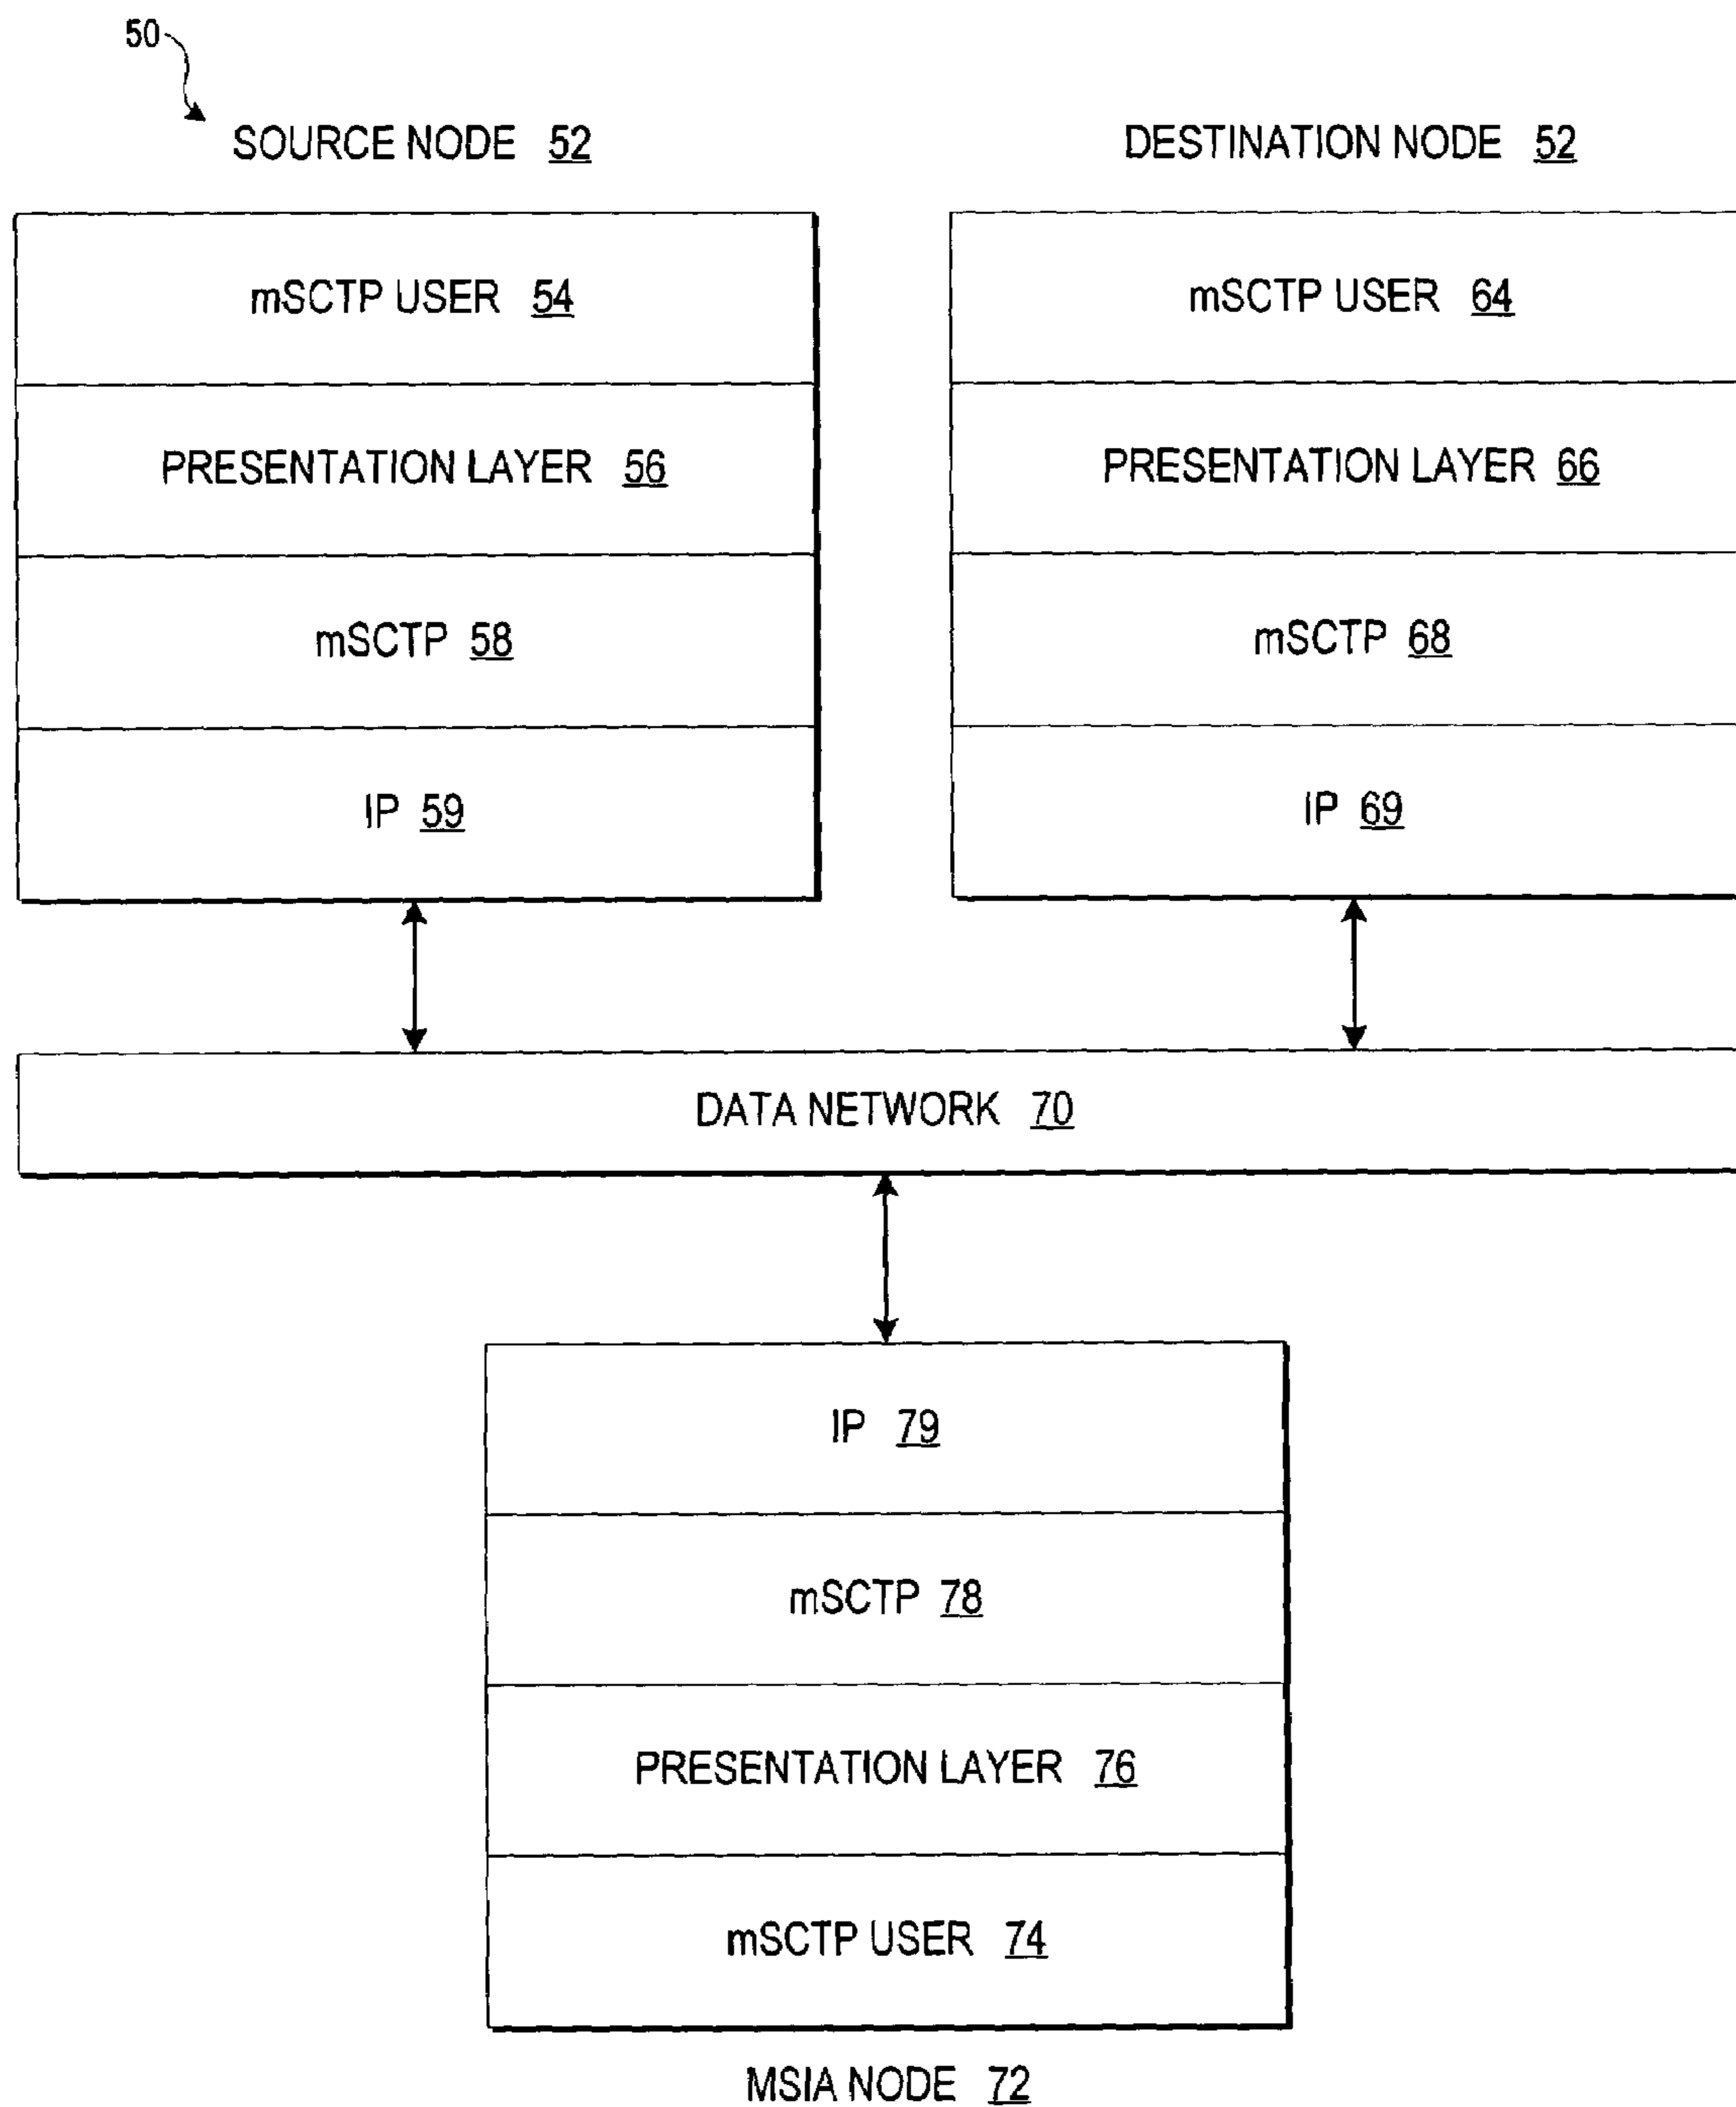 50
SOURCE NODE 52
DESTINATION NODE 52
mSCTP USER 54
PRESENTATION LAYER 56
mSCTP 58
IP 59
mSCTP USER 64
PRESENTATION LAYER 66
mSCTP 68
IP 69
DATA NETWORK 70
IP 79
mSCTP 78
PRESENTATION LAYER 76
mSCTP USER 74
MSIA NODE 72